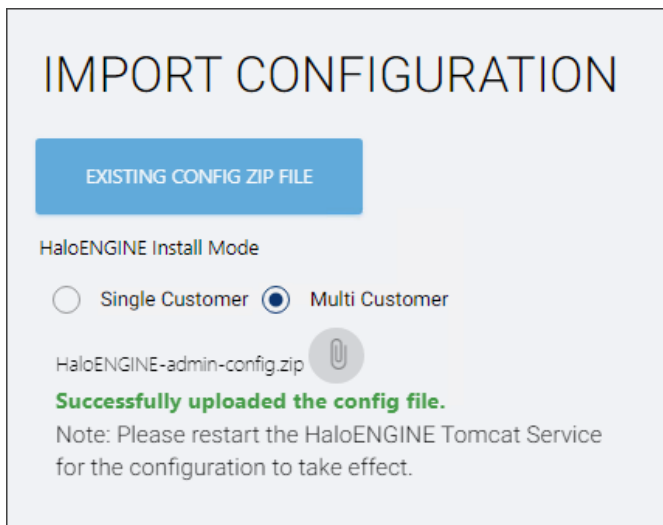 IMPORT CONFIGURATION
EXISTING CONFIG ZIP FILE
HaloENGINE Install Mode
Single Customer Multi Customer
HaloENGINE-admin-config.zip
Successfully uploaded the config file.
Note: Please restart the HaloENGINE Tomcat Service
for the configuration to take effect.